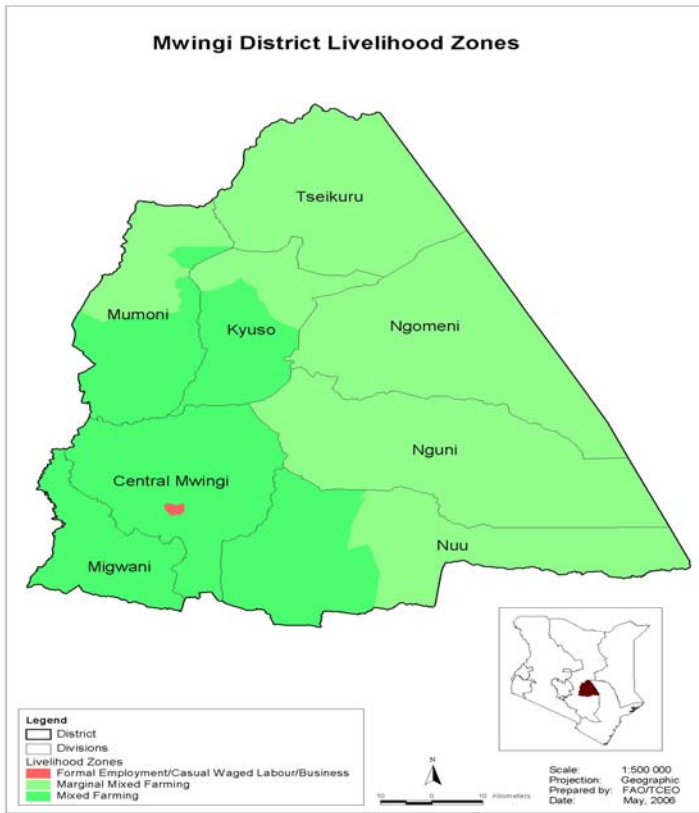 Mwingi District Livelihood Zones
Tseikuru
Mumoni
Kyuso
Ngomeni
Nguni
Central Mwingi
Nuu
Migwani
Legend
District
Divisions
Livelihood Zones
Formal Employment/Casual Waged Labour/Business
Marginal Mixed Farming
Mixed Farming
N
10 0 10 Kilometers
Scale: 1:500 000
Projection: Geographic
Prepared by: FAO/TCEO
Date: May, 2006